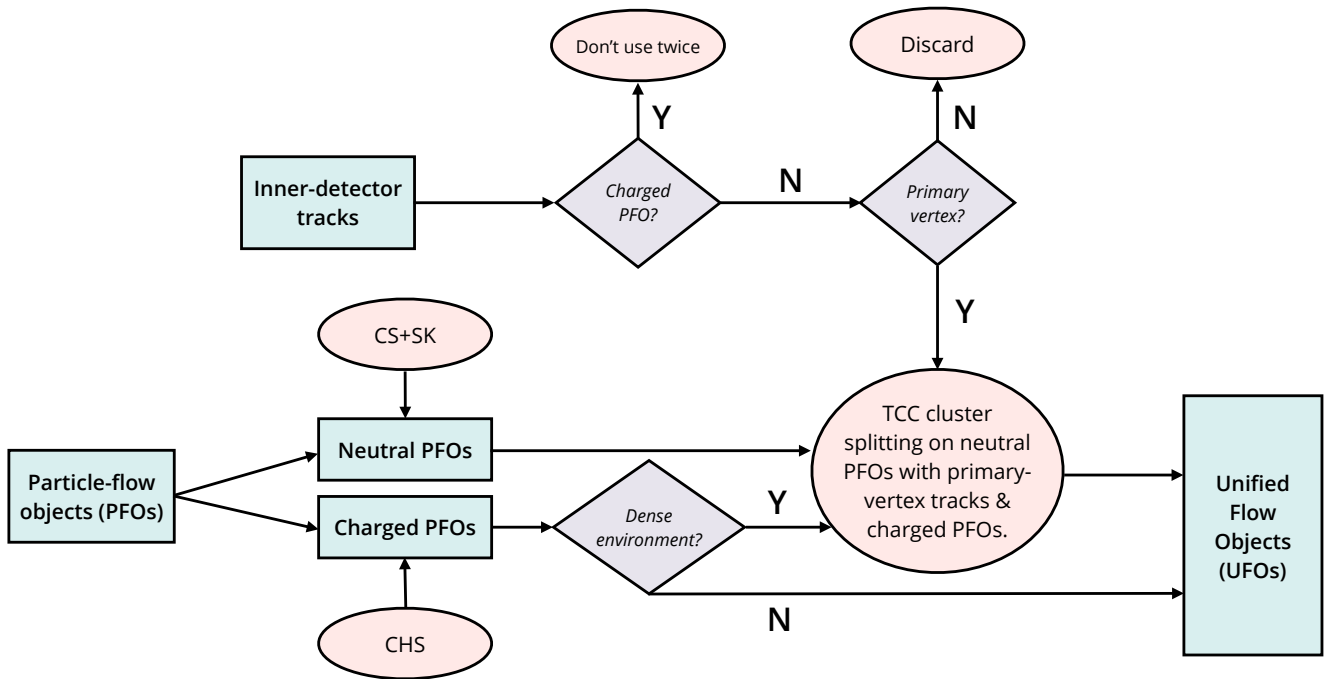 Don't use twice
Discard
Y
N
Inner-detector
tracks
Charged
PFO?
N
Primary
vertex?
Y
CS+SK
Neutral PFOs
Particle-flow
objects (PFOs)
Charged PFOs
Dense
environment?
Y
N
CHS
TCC cluster
splitting on neutral
PFOs with primary-
vertex tracks &
charged PFOs.
Unified
Flow
Objects
(UFOs)